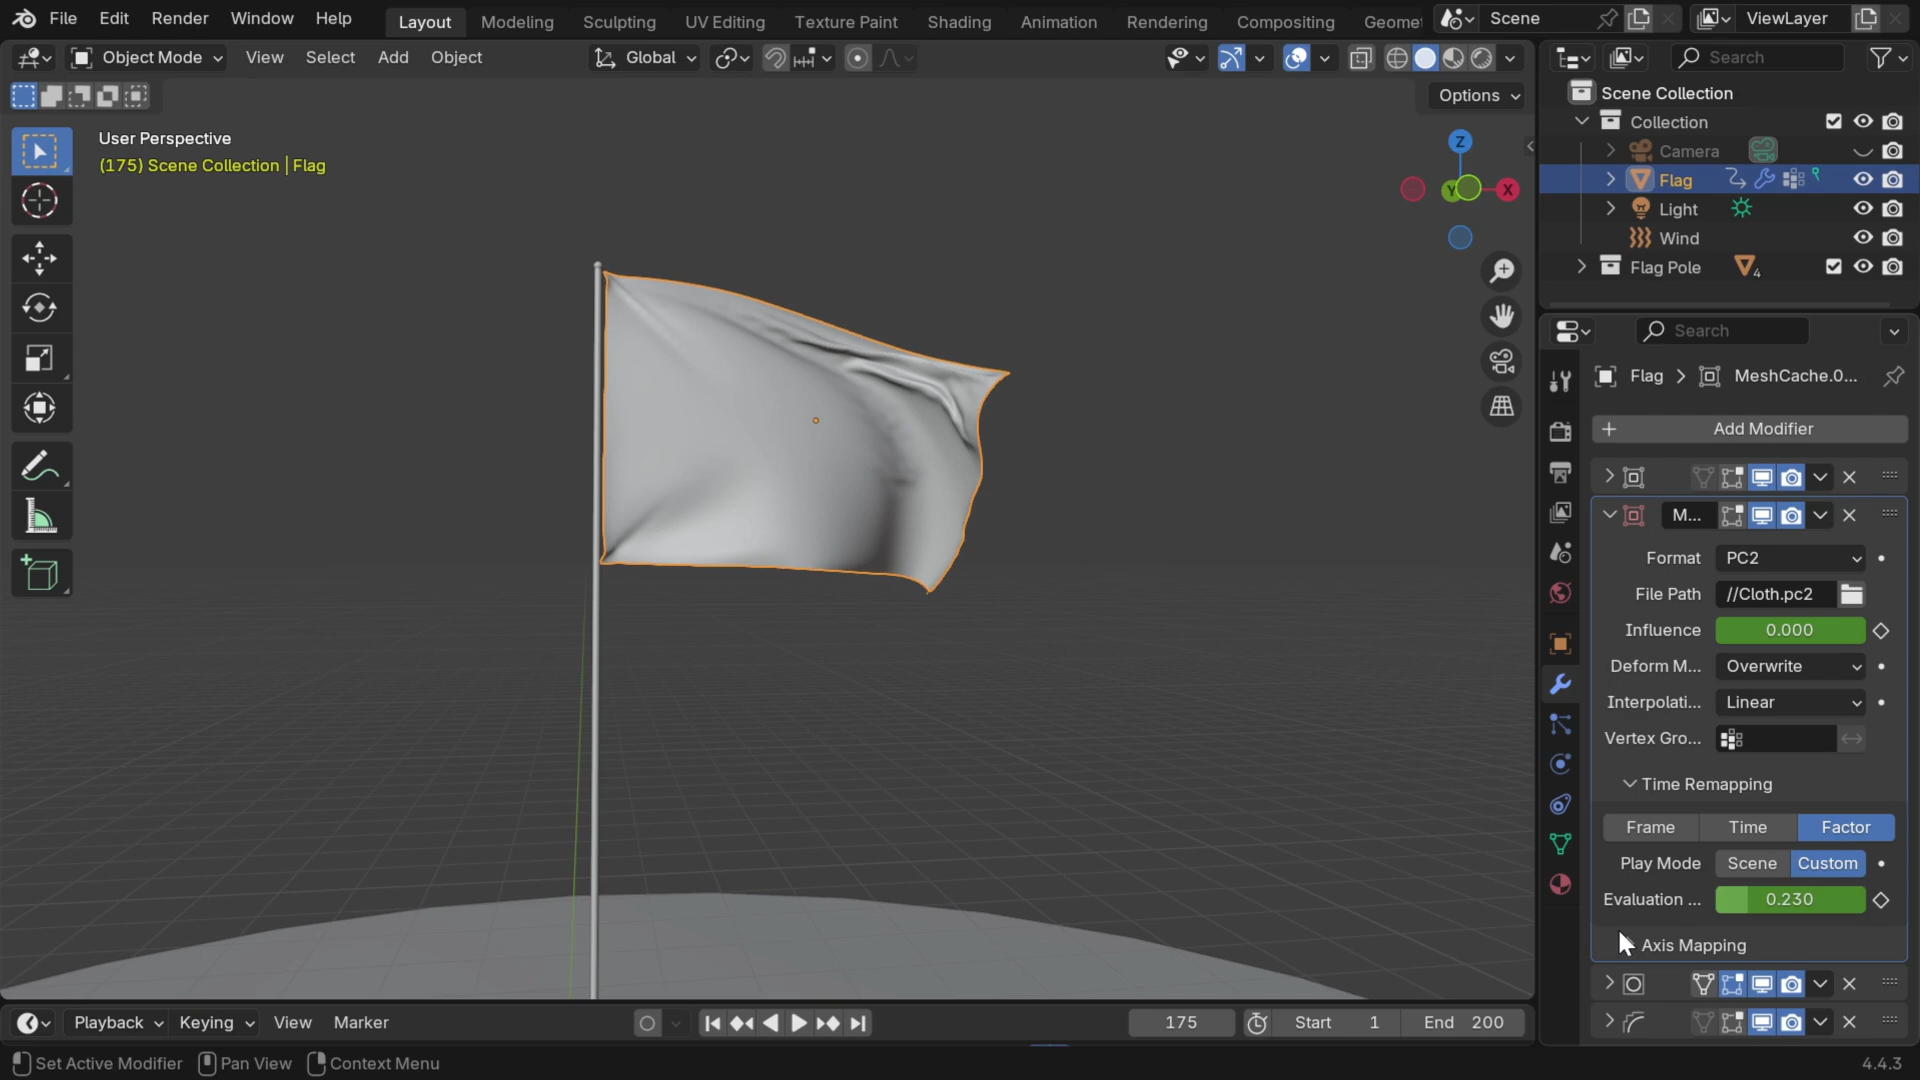 File Edit Render Window Help Layout Modeling Sculpting UV Editing Texture Paint Shading Animation Rendering Compositing Geomet Scene ViewLayer
Object Mode View Select Add Object Global Search
Options
Scene Collection
User Perspective
(175) Scene Collection | Flag
Collection
Camera
Flag
Light
Wind
Flag Pole 4
Z
Y X
Search
Flag > MeshCache.0...
Add Modifier
M...
Format PC2
File Path //Cloth.pc2
Influence 0.000
Deform M... Overwrite
Interpolati... Linear
Vertex Gro...
Time Remapping
Frame Time Factor
Play Mode Scene Custom
Evaluation ... 0.230
Axis Mapping
Playback Keying View Marker 175 Start 1 End 200
Set Active Modifier Pan View Context Menu 4.4.3